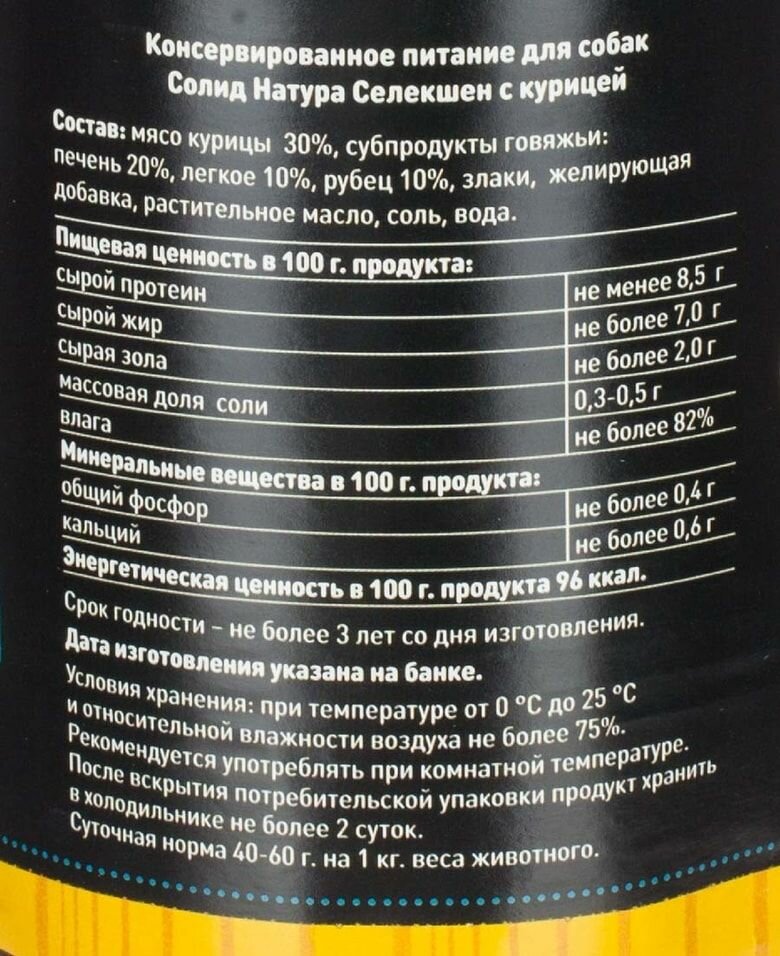 Консервированное питание для собак
Солид Натура Селекшен с курицей
Состав: мясо курицы 30%, субпродукты говяжьи:
печень 20%, легкое 10%, рубец 10%, злаки, желирующая
добавка, растительное масло, соль, вода.
Пищевая ценность в 100 г. продукта:
сырой протеин не менее 8,5 г
сырой жир не более 7,0 г
сырая зола не более 2,0 г
массовая доля соли 0,3-0,5 г
влага не более 82%
Минеральные вещества в 100 г. продукта:
общий фосфор не более 0,4 г
кальций не более 0,6 г
Энергетическая ценность в 100 г. продукта 96 ккал.
Срок годности – не более 3 лет со дня изготовления.
Дата изготовления указана на банке.
Условия хранения: при температуре от 0 °С до 25 °С
и относительной влажности воздуха не более 75%.
Рекомендуется употреблять при комнатной температуре.
После вскрытия потребительской упаковки продукт хранить
в холодильнике не более 2 суток.
Суточная норма 40-60 г. на 1 кг. веса животного.